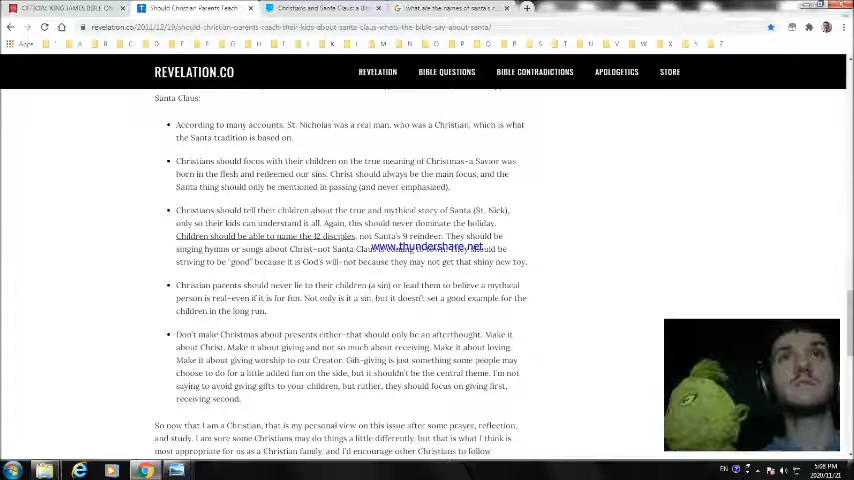 OFFICIAL KING JAMES BIBLE ON
Should Christian Parents Teach
Christians and Santa Claus: a Bi
what are the names of santa's r
revelation.co/2011/12/19/should-christian-parents-teach-their-kids-about-santa-claus-whats-the-bible-say-about-santa/
Apps A B C D E F G H I J K L M N O P Q R S T U V W X Y Z
REVELATION.CO
REVELATION BIBLE QUESTIONS BIBLE CONTRADICTIONS APOLOGETICS STORE
Santa Claus:
• According to many accounts, St. Nicholas was a real man, who was a Christian, which is what
the Santa tradition is based on.
• Christians should focus with their children on the true meaning of Christmas–a Savior was
born in the flesh and redeemed our sins. Christ should always be the main focus, and the
Santa thing should only be mentioned in passing (and never emphasized).
• Christians should tell their children about the true and mythical story of Santa (St. Nick),
only so their kids can understand it all. Again, this should never dominate the holiday.
Children should be able to name the 12 disciples, not Santa's 9 reindeer. They should be
singing hymns or songs about Christ–not Santa Claus is coming to town. They should be
www.thundershare.net
striving to be "good" because it is God's will–not because they may not get that shiny new toy.
• Christian parents should never lie to their children (a sin) or lead them to believe a mythical
person is real–even if it is for fun. Not only is it a sin, but it doesn't set a good example for the
children in the long run.
• Don't make Christmas about presents either–that should only be an afterthought. Make it
about Christ. Make it about giving and not so much about receiving. Make it about loving.
Make it about giving worship to our Creator. Gift-giving is just something some people may
choose to do for a little added fun on the side, but it shouldn't be the central theme. I'm not
saying to avoid giving gifts to your children, but rather, they should focus on giving first,
receiving second.
So now that I am a Christian, that is my personal view on this issue after some prayer, reflection,
and study. I am sure some Christians may do things a little differently, but that is what I think is
most appropriate for us as a Christian family, and I'd encourage other Christians to follow
EN
5:08 PM
2020/11/21